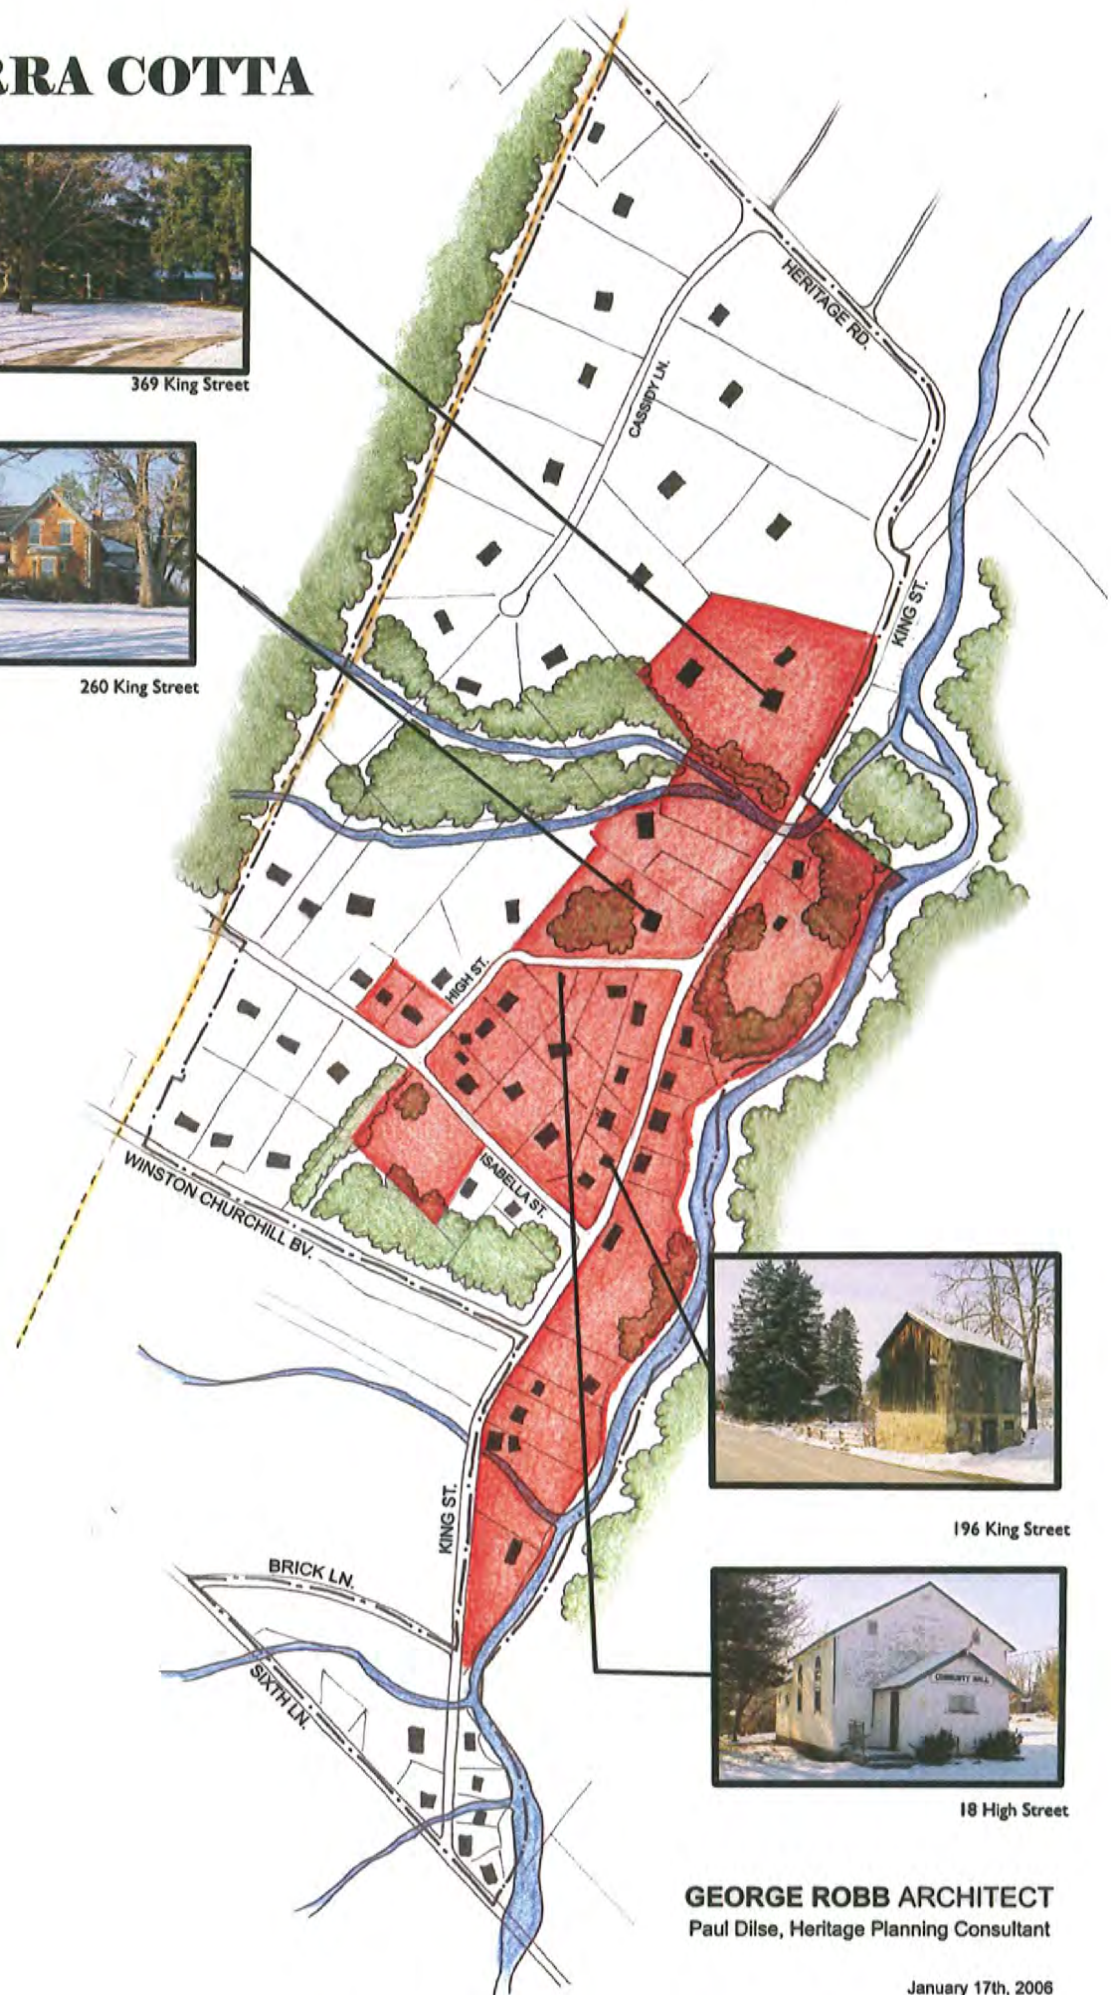 RRA COTTA
369 King Street
260 King Street
HERITAGE RD.
CASSIDY LN.
KING ST.
HIGH ST.
ISABELLA ST.
WINSTON CHURCHILL BV.
KING ST.
BRICK LN.
SIXTH LN.
196 King Street
COMMUNITY HALL
18 High Street
GEORGE ROBB ARCHITECT
Paul Dilse, Heritage Planning Consultant
January 17th, 2006